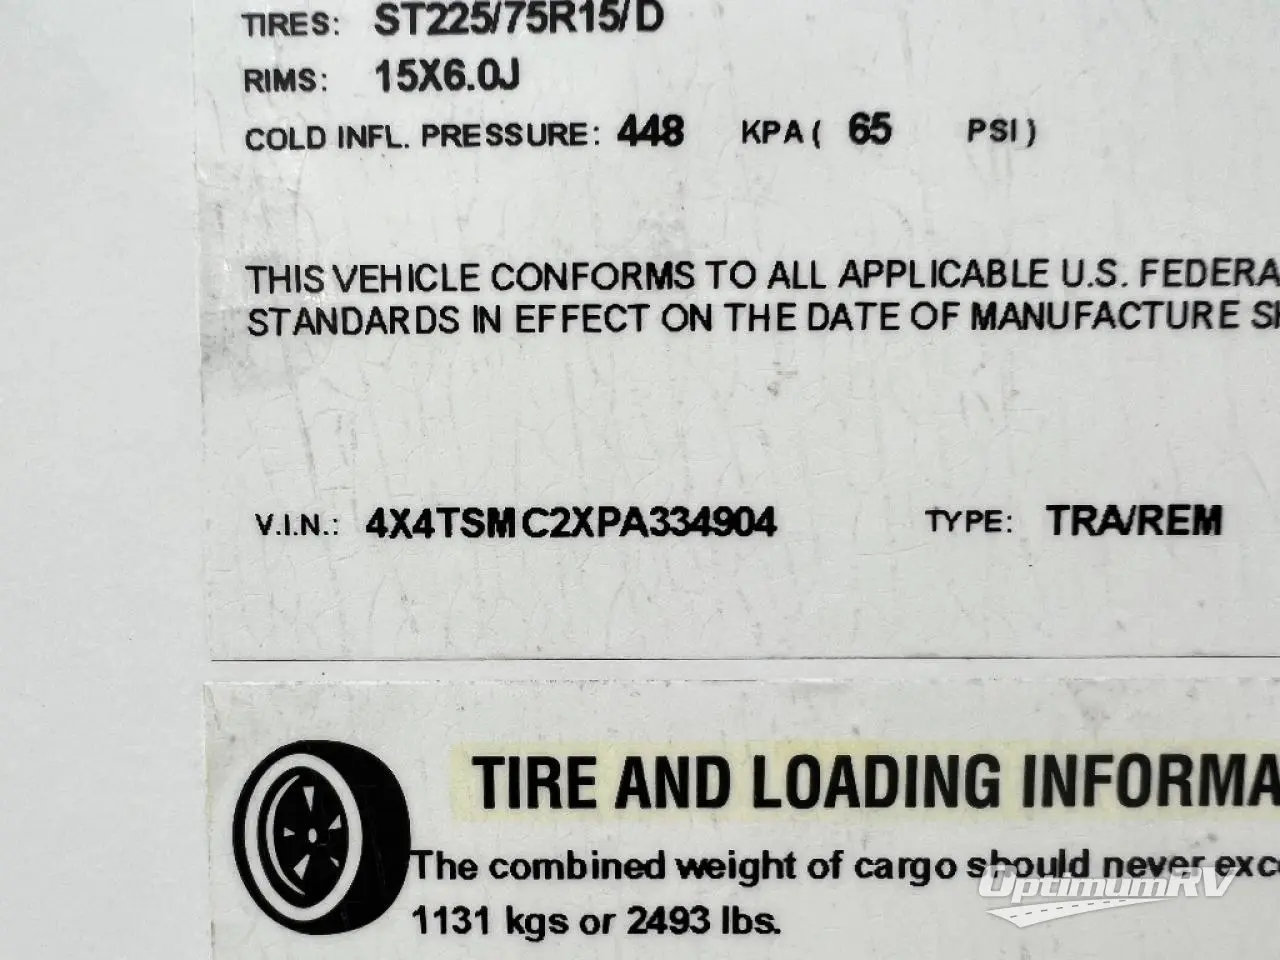 TIRES: ST225/75R15/D
RIMS: 15X6.0J
COLD INFL. PRESSURE: 448 KPA ( 65 PSI )
THIS VEHICLE CONFORMS TO ALL APPLICABLE U.S. FEDERA
STANDARDS IN EFFECT ON THE DATE OF MANUFACTURE SH
V.I.N.: 4X4TSMC2XPA334904 TYPE: TRA/REM
TIRE AND LOADING INFORMA
The combined weight of cargo should never exc
1131 kgs or 2493 lbs.
OptimumRV